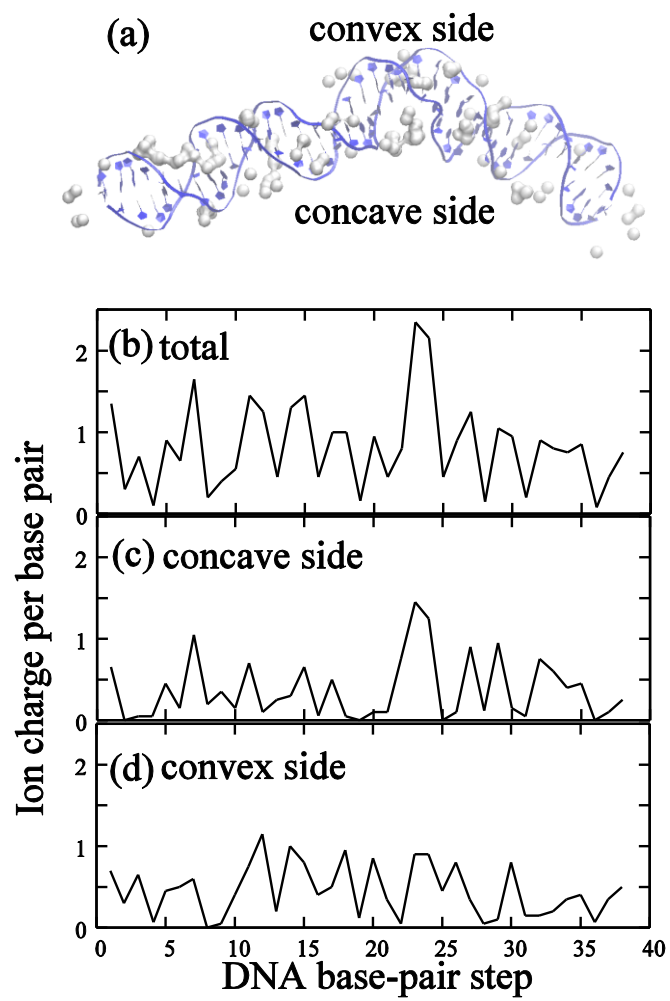 (a)
convex side
concave side
Ion charge per base pair
(b) total
2
1
0
(c) concave side
2
1
0
(d) convex side
2
1
0
0 5 10 15 20 25 30 35 40
DNA base-pair step